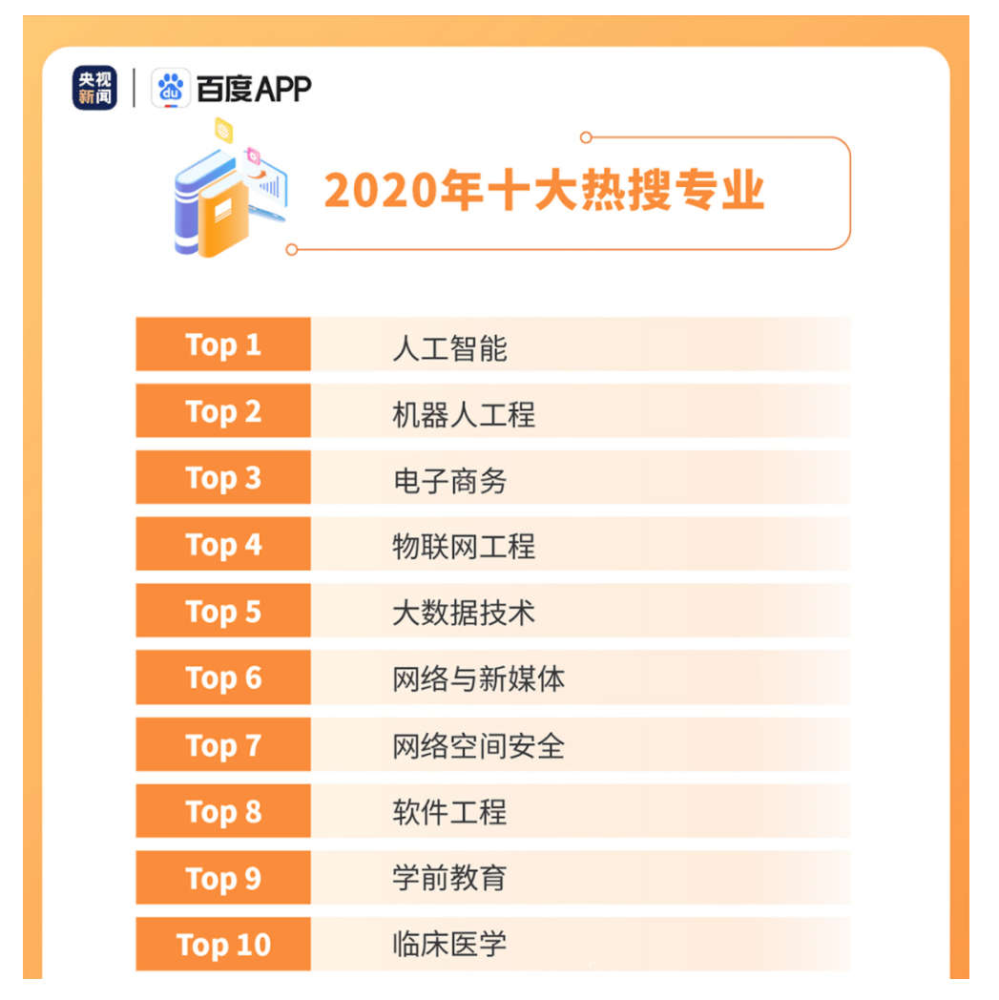 央视
新闻
du 百度APP
2020年十大热搜专业
Top 1 人工智能
Top 2 机器人工程
Top 3 电子商务
Top 4 物联网工程
Top 5 大数据技术
Top 6 网络与新媒体
Top 7 网络空间安全
Top 8 软件工程
Top 9 学前教育
Top 10 临床医学